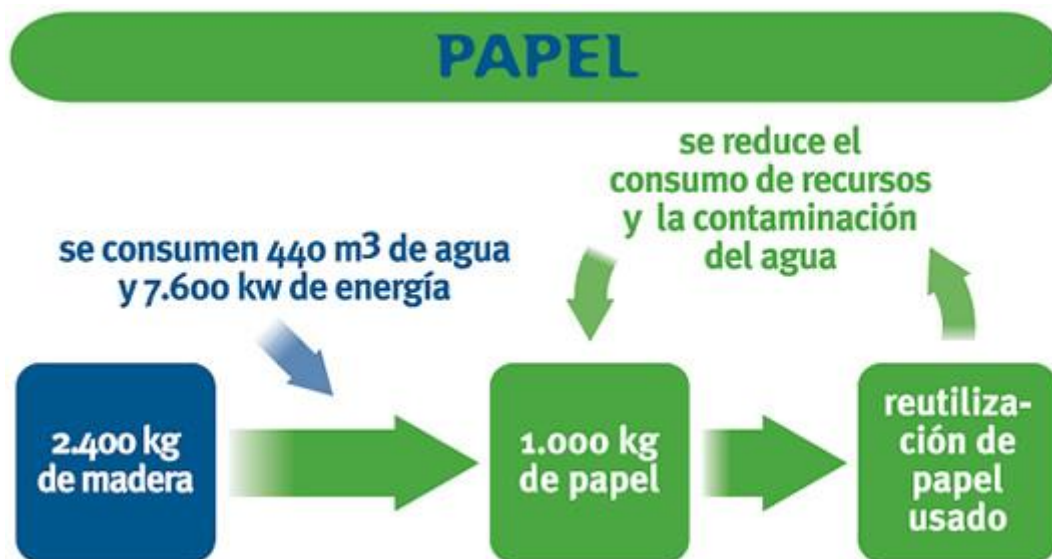 PAPEL
se reduce el
consumo de recursos
y la contaminación
del agua
se consumen 440 m3 de agua
y 7.600 kw de energía
2.400 kg
de madera
1.000 kg
de papel
reutiliza-
ción de
papel
usado